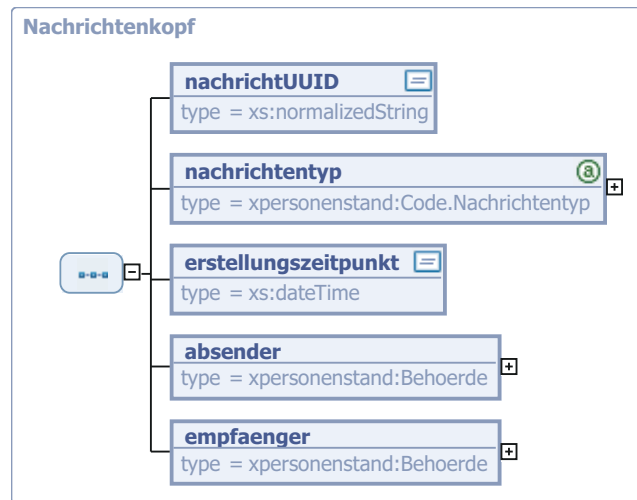 Nachrichtenkopf
nachrichtUUID
type = xs:normalizedString
nachrichtentyp
type = xpersonenstand:Code.Nachrichtentyp
erstellungszeitpunkt
type = xs:dateTime
absender
type = xpersonenstand:Behoerde
empfaenger
type = xpersonenstand:Behoerde